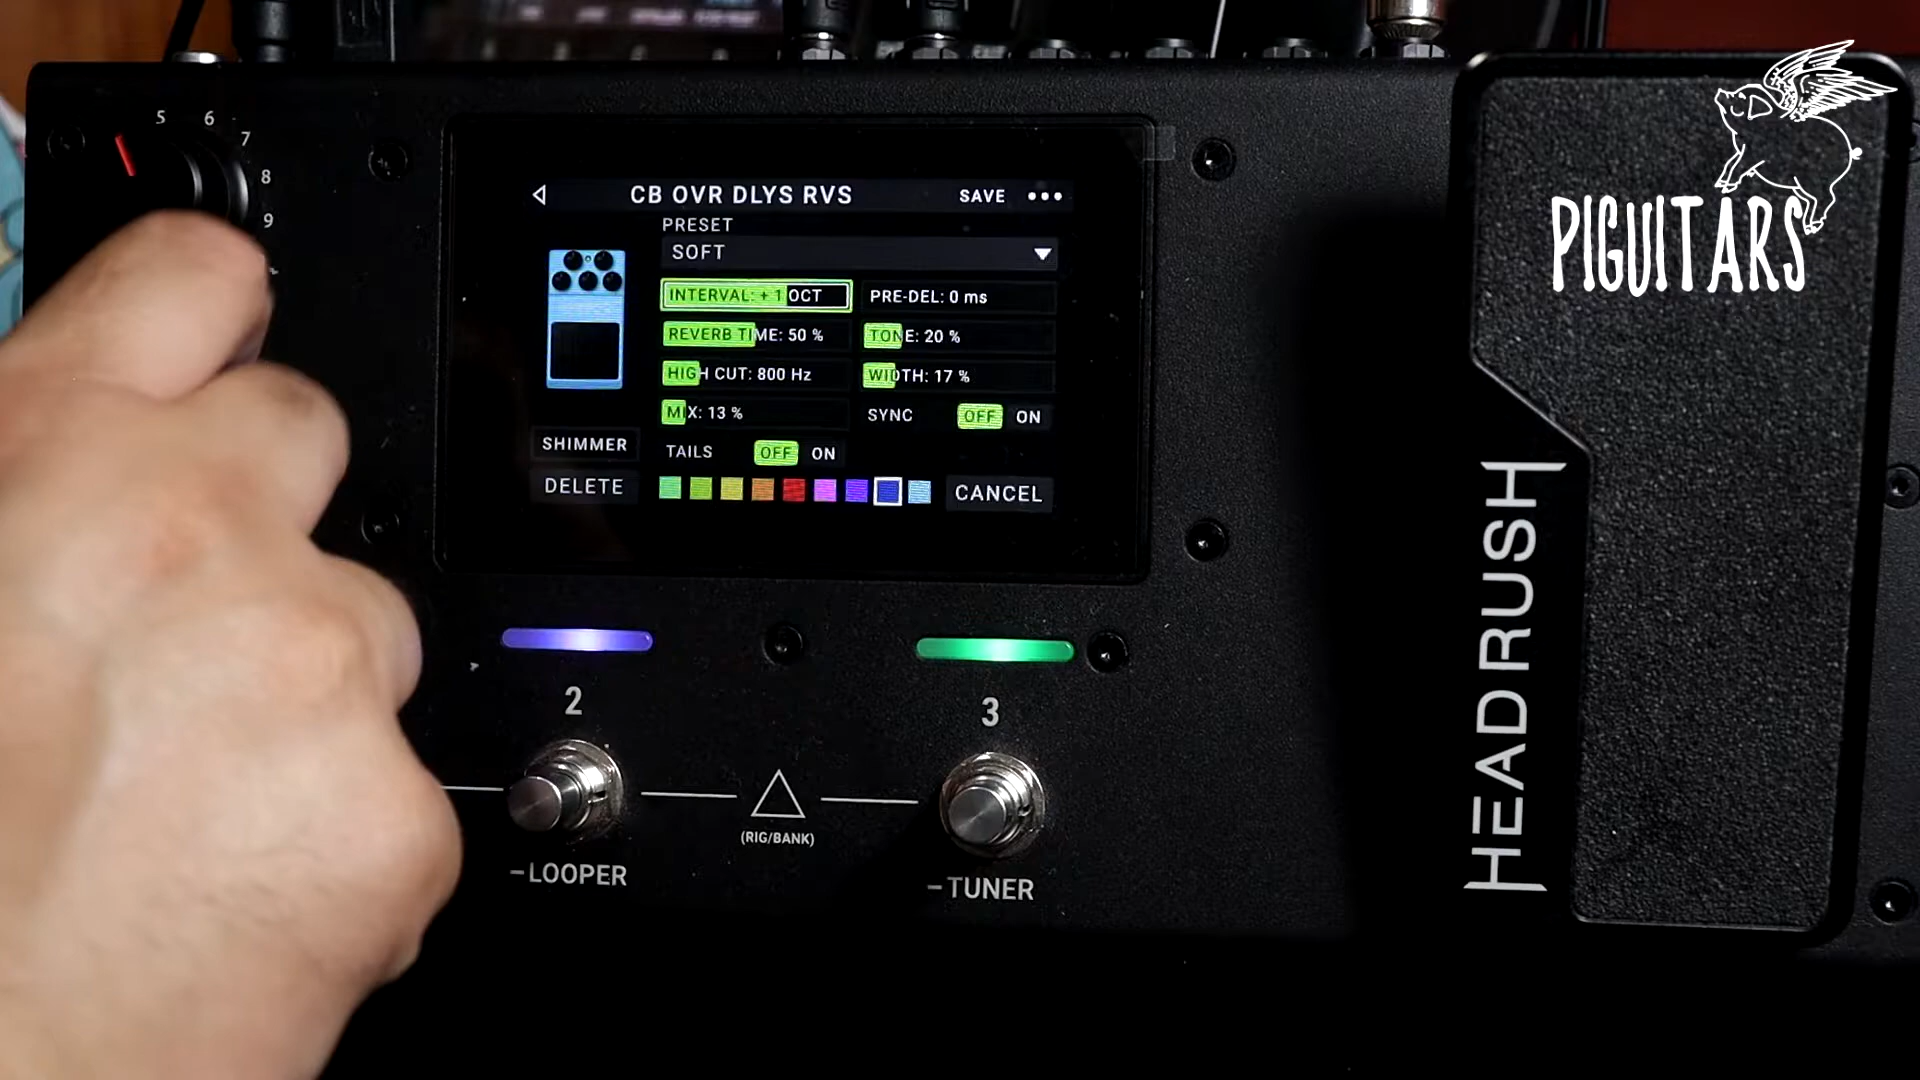 5 6 7
8
9
CB OVR DLYS RVS SAVE
PRESET
SOFT
INTERVAL: + 1 OCT PRE-DEL: 0 ms
REVERB TIME: 50 % TONE: 20 %
HIGH CUT: 800 Hz WIDTH: 17 %
MIX: 13 % SYNC OFF ON
SHIMMER TAILS OFF ON
DELETE CANCEL
2 3
(RIG/BANK)
–LOOPER –TUNER
HEADRUSH
PIGUITARS